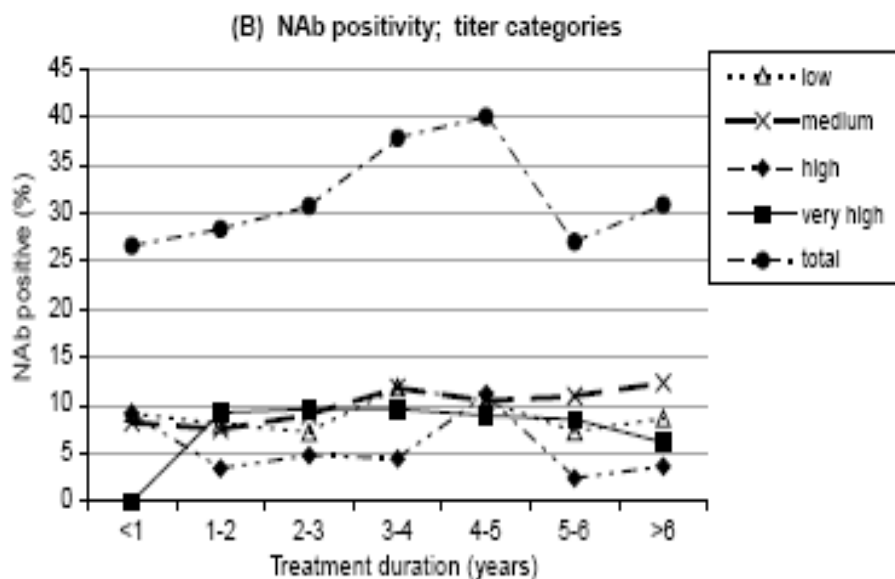 (B) NAb positivity; titer categories
45
40
35
30
25
20
15
10
5
0
NAb positive (%)
<1 1-2 2-3 3-4 4-5 5-6 >6
Treatment duration (years)
low
medium
high
very high
total